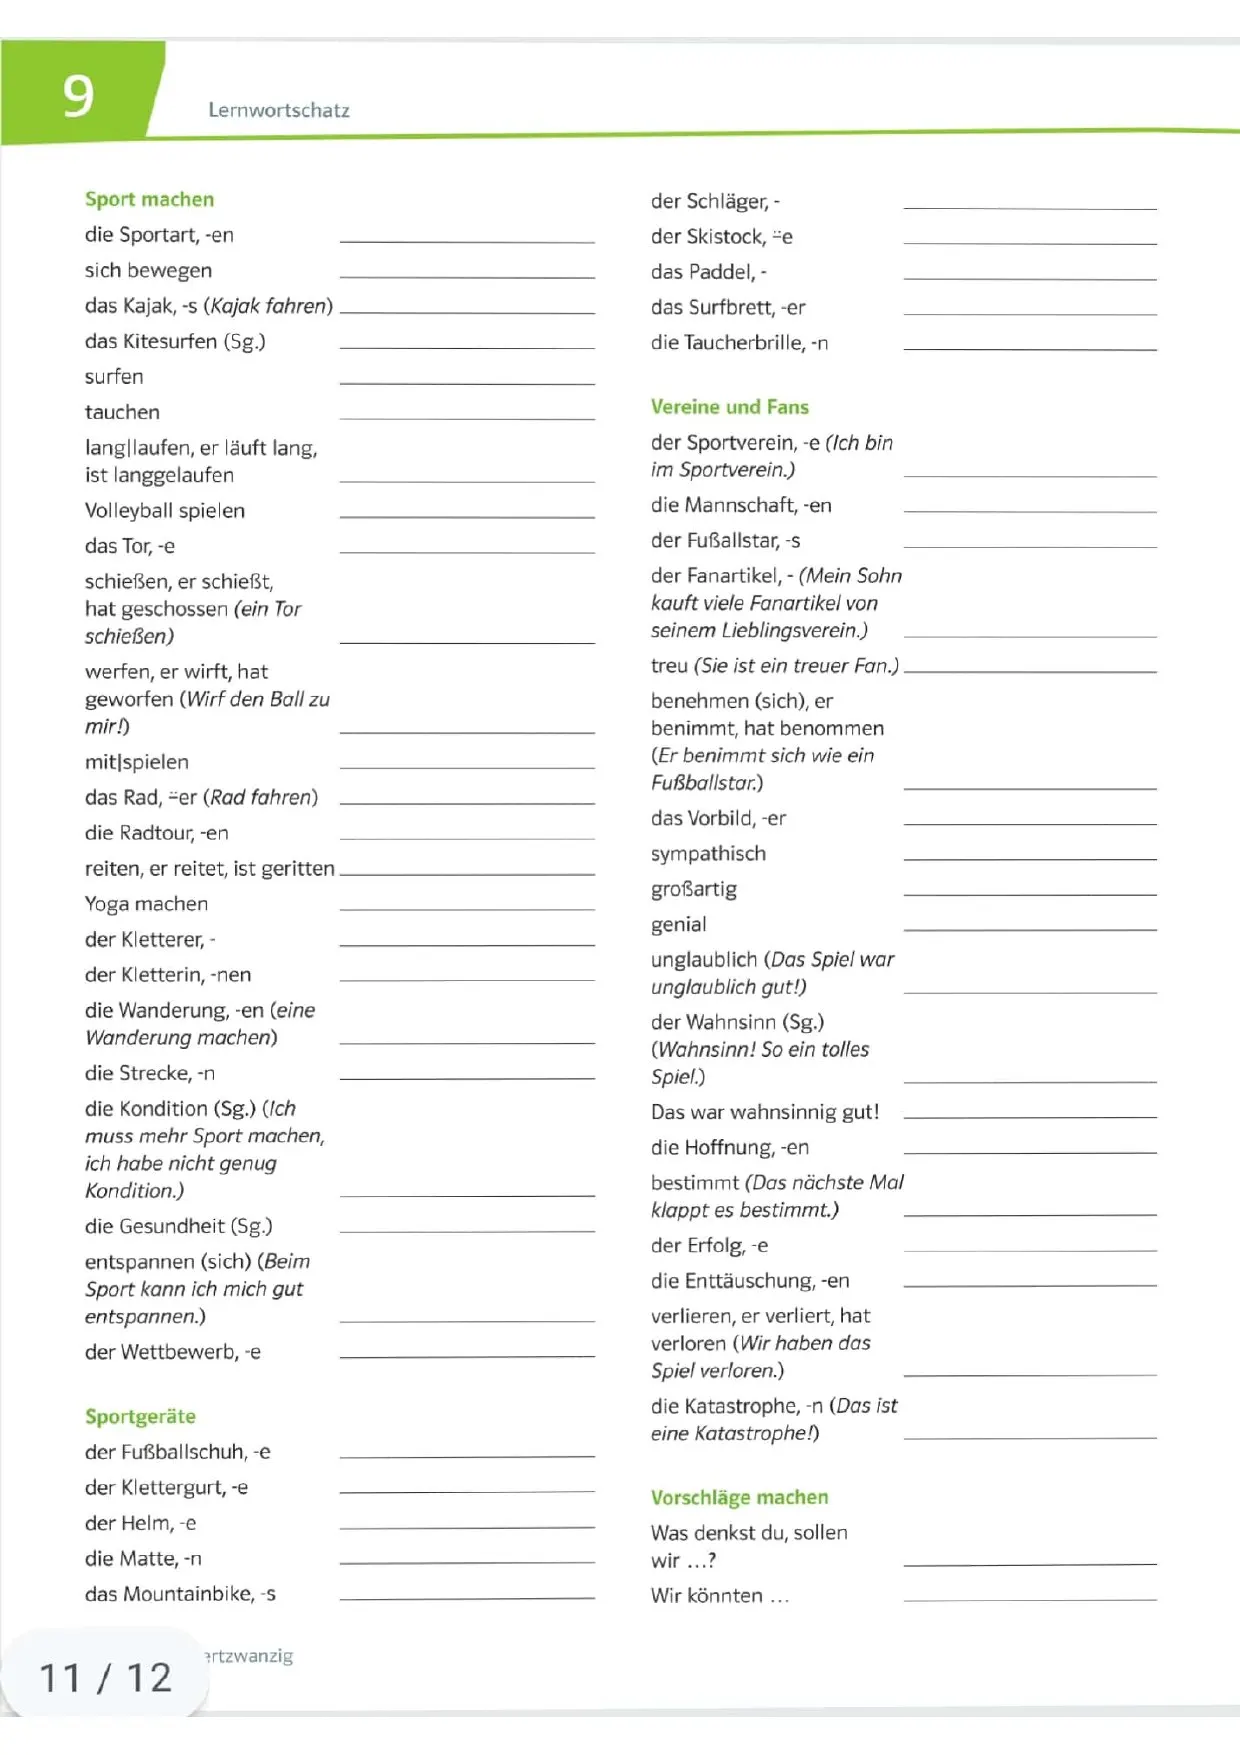 9
Lernwortschatz
Sport machen
die Sportart, -en
sich bewegen
das Kajak, -s (Kajak fahren)
das Kitesurfen (Sg.)
surfen
tauchen
lang|laufen, er läuft lang,
ist langgelaufen
Volleyball spielen
das Tor, -e
schießen, er schießt,
hat geschossen (ein Tor
schießen)
werfen, er wirft, hat
geworfen (Wirf den Ball zu
mir!)
mit|spielen
das Rad, ⸚er (Rad fahren)
die Radtour, -en
reiten, er reitet, ist geritten
Yoga machen
der Kletterer, -
der Kletterin, -nen
die Wanderung, -en (eine
Wanderung machen)
die Strecke, -n
die Kondition (Sg.) (Ich
muss mehr Sport machen,
ich habe nicht genug
Kondition.)
die Gesundheit (Sg.)
entspannen (sich) (Beim
Sport kann ich mich gut
entspannen.)
der Wettbewerb, -e
Sportgeräte
der Fußballschuh, -e
der Klettergurt, -e
der Helm, -e
die Matte, -n
das Mountainbike, -s
der Schläger, -
der Skistock, ⸚e
das Paddel, -
das Surfbrett, -er
die Taucherbrille, -n
Vereine und Fans
der Sportverein, -e (Ich bin
im Sportverein.)
die Mannschaft, -en
der Fußallstar, -s
der Fanartikel, - (Mein Sohn
kauft viele Fanartikel von
seinem Lieblingsverein.)
treu (Sie ist ein treuer Fan.)
benehmen (sich), er
benimmt, hat benommen
(Er benimmt sich wie ein
Fußballstar.)
das Vorbild, -er
sympathisch
großartig
genial
unglaublich (Das Spiel war
unglaublich gut!)
der Wahnsinn (Sg.)
(Wahnsinn! So ein tolles
Spiel.)
Das war wahnsinnig gut!
die Hoffnung, -en
bestimmt (Das nächste Mal
klappt es bestimmt.)
der Erfolg, -e
die Enttäuschung, -en
verlieren, er verliert, hat
verloren (Wir haben das
Spiel verloren.)
die Katastrophe, -n (Das ist
eine Katastrophe!)
Vorschläge machen
Was denkst du, sollen
wir ...?
Wir könnten ...
ertzwanzig
11 / 12